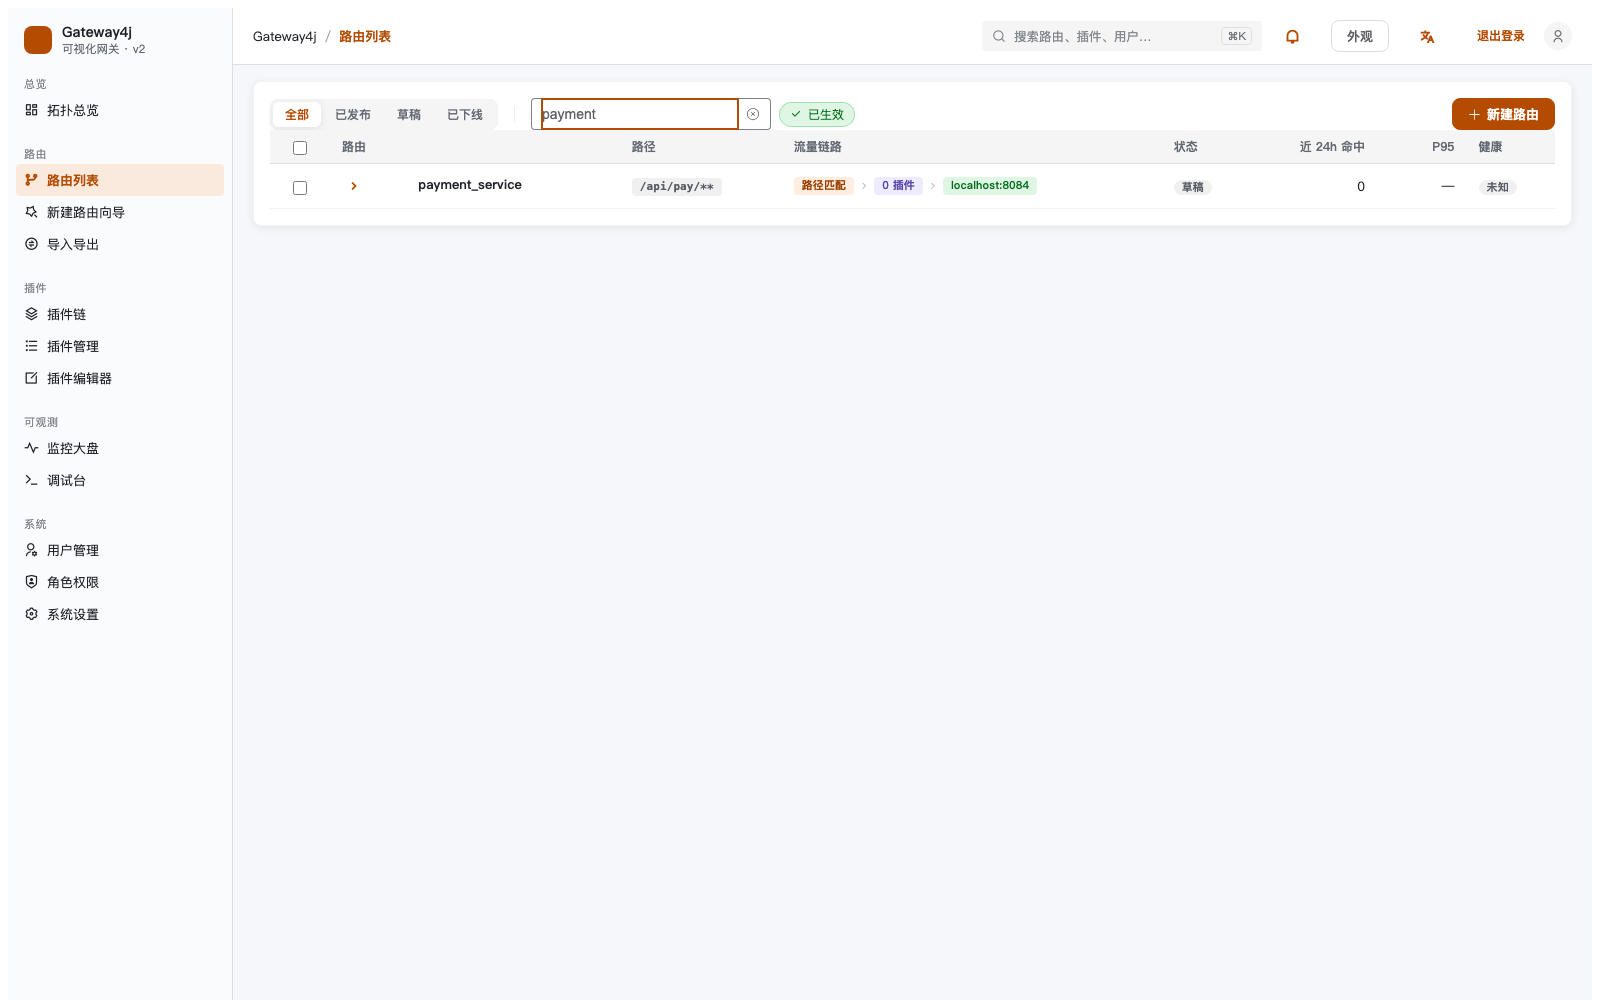 Gateway4j
可视化网关 · v2
总览
拓扑总览
路由
路由列表
新建路由向导
导入导出
插件
插件链
插件管理
插件编辑器
可观测
监控大盘
调试台
系统
用户管理
角色权限
系统设置
Gateway4j / 路由列表
搜索路由、插件、用户… ⌘K
外观
退出登录
全部 已发布 草稿 已下线
payment
已生效
新建路由
路由 路径 流量链路 状态 近 24h 命中 P95 健康
payment_service /api/pay/** 路径匹配 › 0 插件 › localhost:8084 草稿 0 — 未知